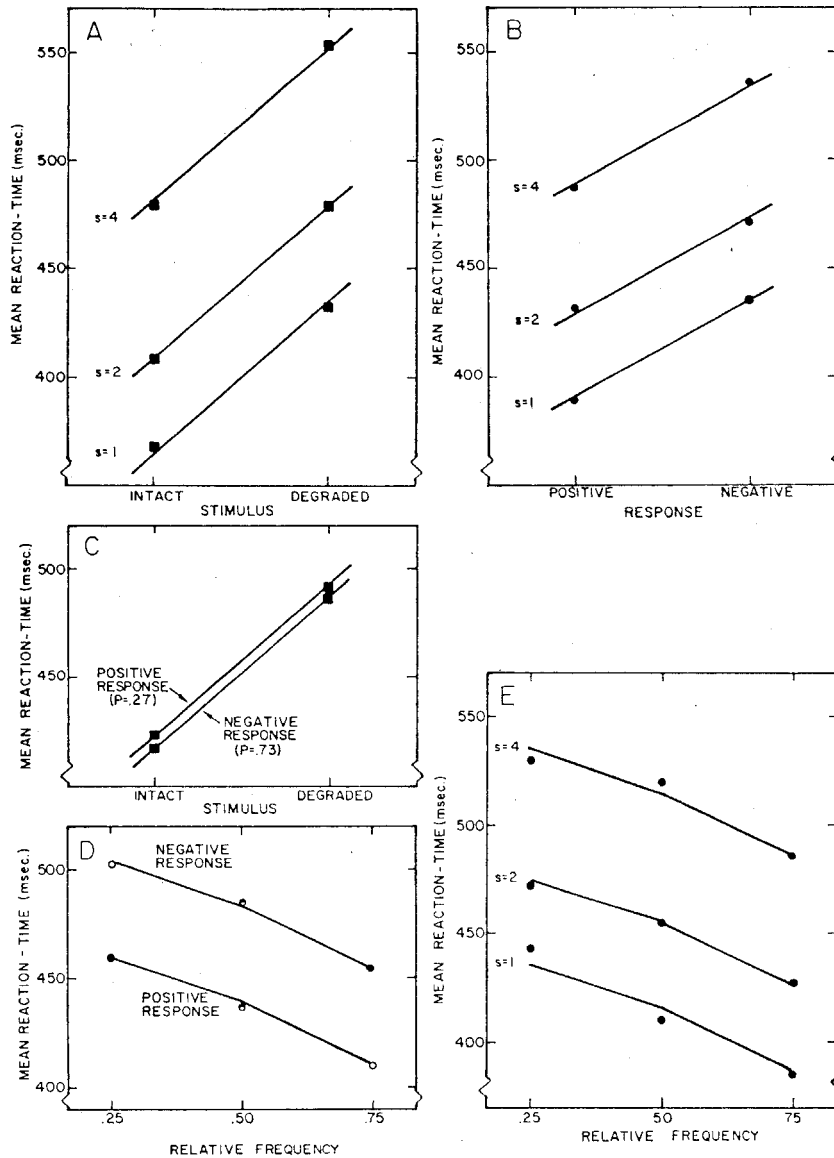 A
MEAN REACTION-TIME (msec.)
550
500
450
400
s=4
s=2
s=1
INTACT
DEGRADED
STIMULUS
B
MEAN REACTION-TIME (msec.)
550
500
450
400
s=4
s=2
s=1
POSITIVE
NEGATIVE
RESPONSE
C
MEAN REACTION-TIME (msec.)
500
450
POSITIVE
RESPONSE
(P=.27)
NEGATIVE
RESPONSE
(P=.73)
INTACT
DEGRADED
STIMULUS
D
MEAN REACTION-TIME (msec.)
500
450
400
NEGATIVE
RESPONSE
POSITIVE
RESPONSE
.25
.50
.75
RELATIVE FREQUENCY
E
MEAN REACTION-TIME (msec.)
550
500
450
400
s=4
s=2
s=1
.25
.50
.75
RELATIVE FREQUENCY